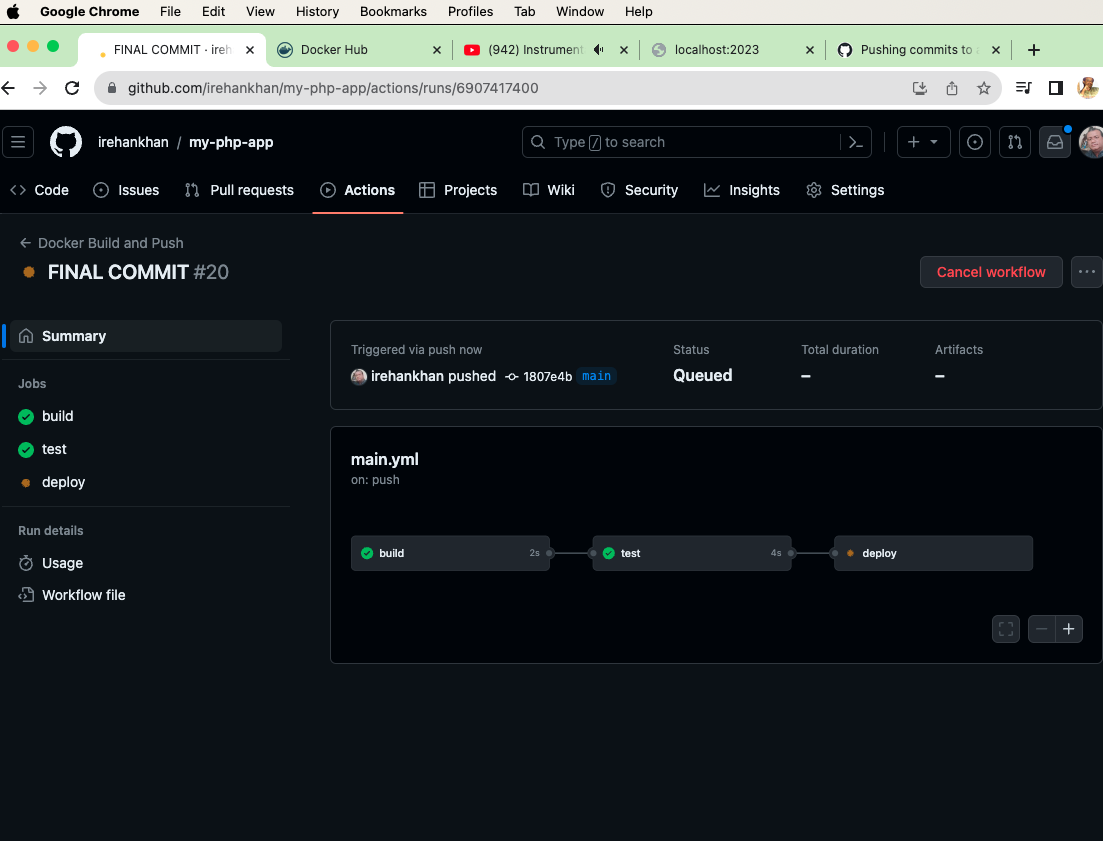 Google Chrome File Edit View History Bookmarks Profiles Tab Window Help
FINAL COMMIT · ireh Docker Hub (942) Instrument localhost:2023 Pushing commits to
github.com/irehankhan/my-php-app/actions/runs/6907417400
irehankhan / my-php-app Type / to search
Code Issues Pull requests Actions Projects Wiki Security Insights Settings
Docker Build and Push
FINAL COMMIT #20
Cancel workflow
Summary
Jobs
build
test
deploy
Run details
Usage
Workflow file
Triggered via push now
irehankhan pushed 1807e4b main
Status
Queued
Total duration
–
Artifacts
–
main.yml
on: push
build 2s
test 4s
deploy